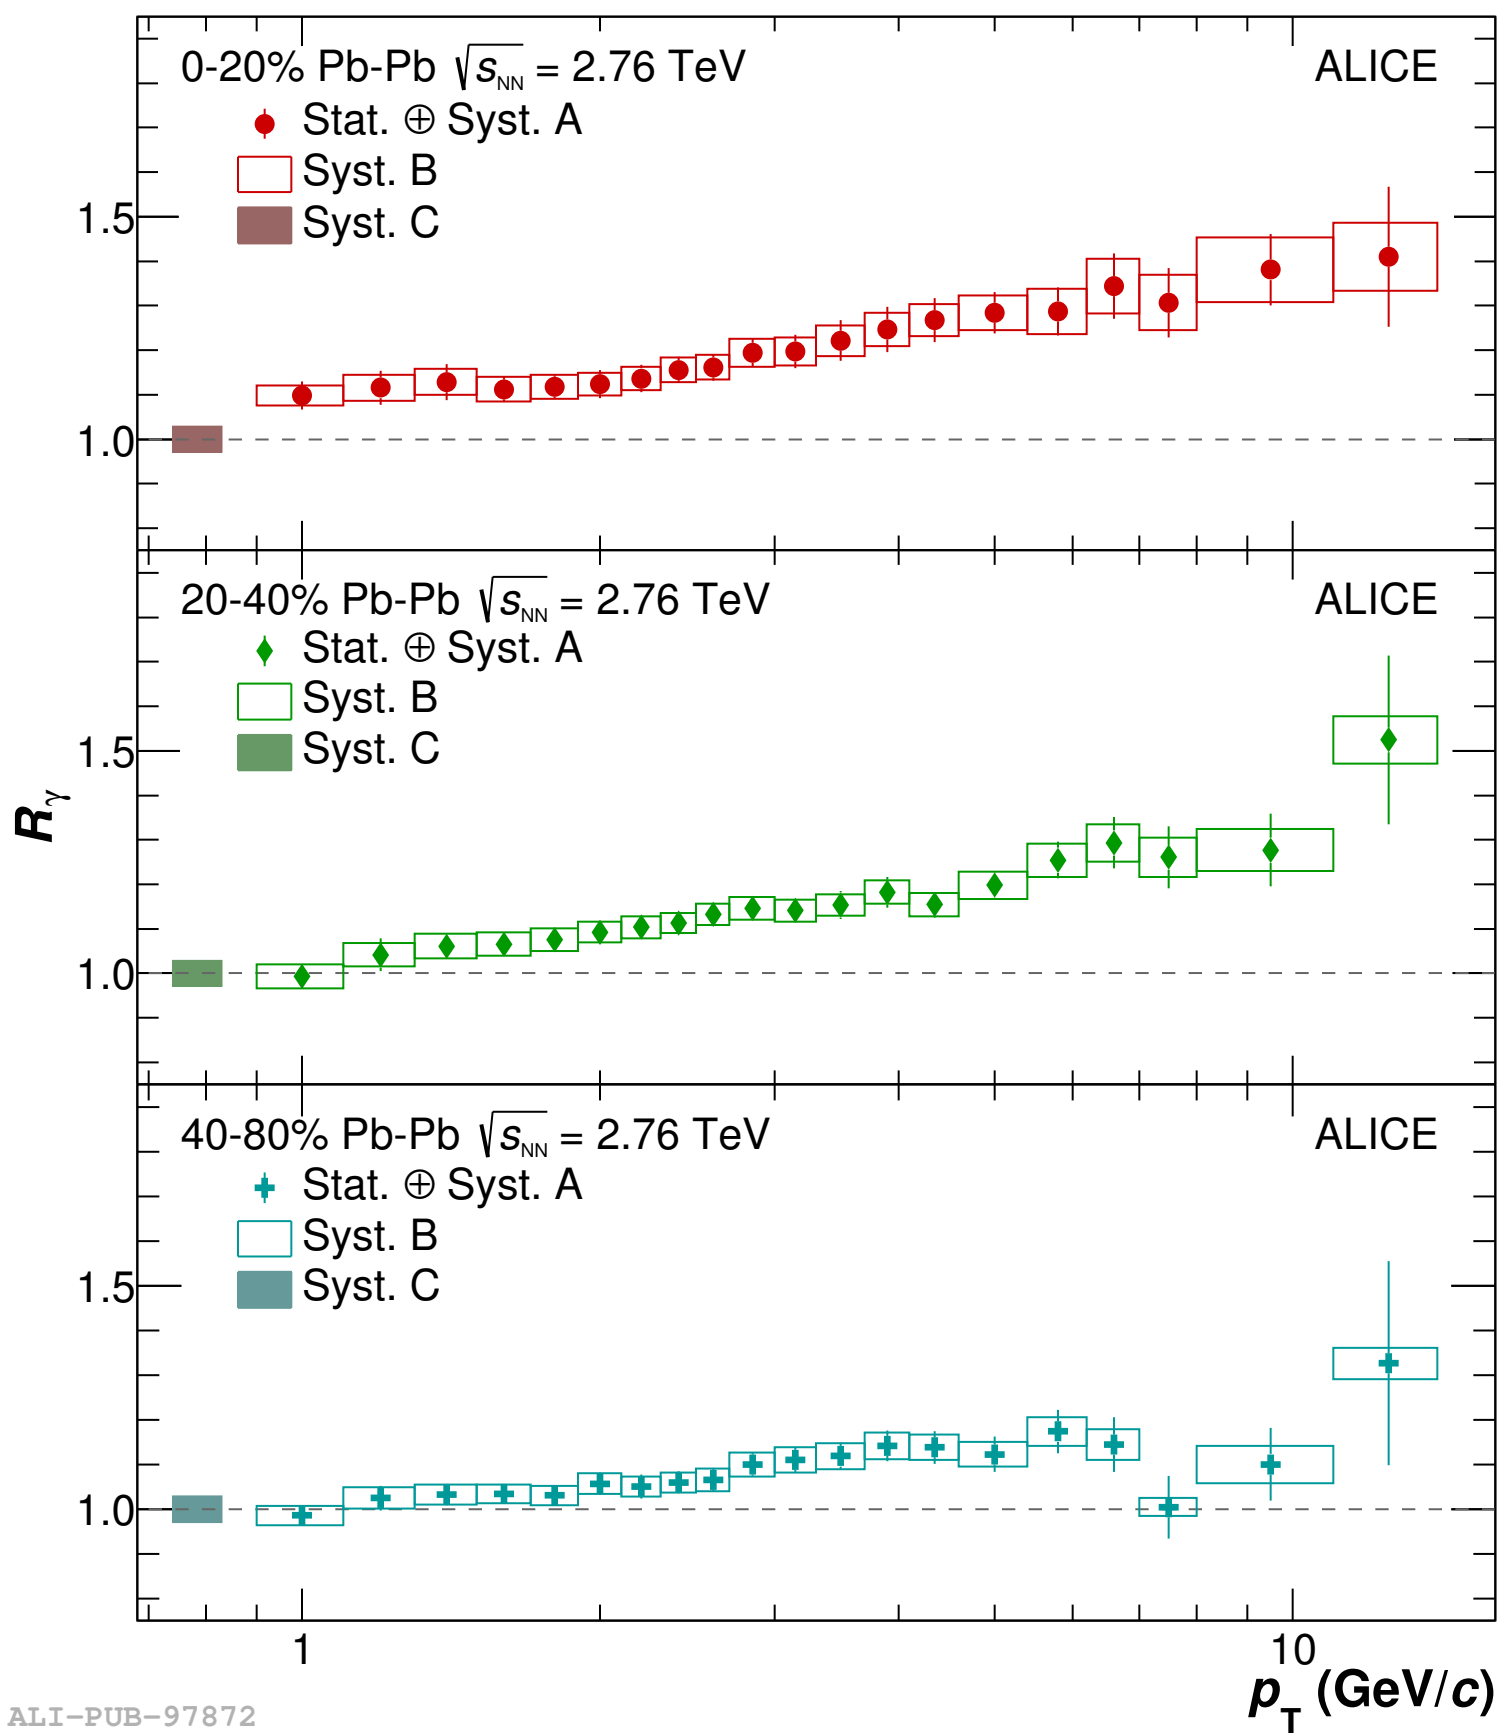 0-20% Pb-Pb √sNN = 2.76 TeV ALICE
Stat. ⊕ Syst. A
Syst. B
Syst. C
1.5
1.0
20-40% Pb-Pb √sNN = 2.76 TeV ALICE
Stat. ⊕ Syst. A
Syst. B
Syst. C
1.5
Rγ
1.0
40-80% Pb-Pb √sNN = 2.76 TeV ALICE
Stat. ⊕ Syst. A
Syst. B
Syst. C
1.5
1.0
1 10
pT (GeV/c)
ALI-PUB-97872